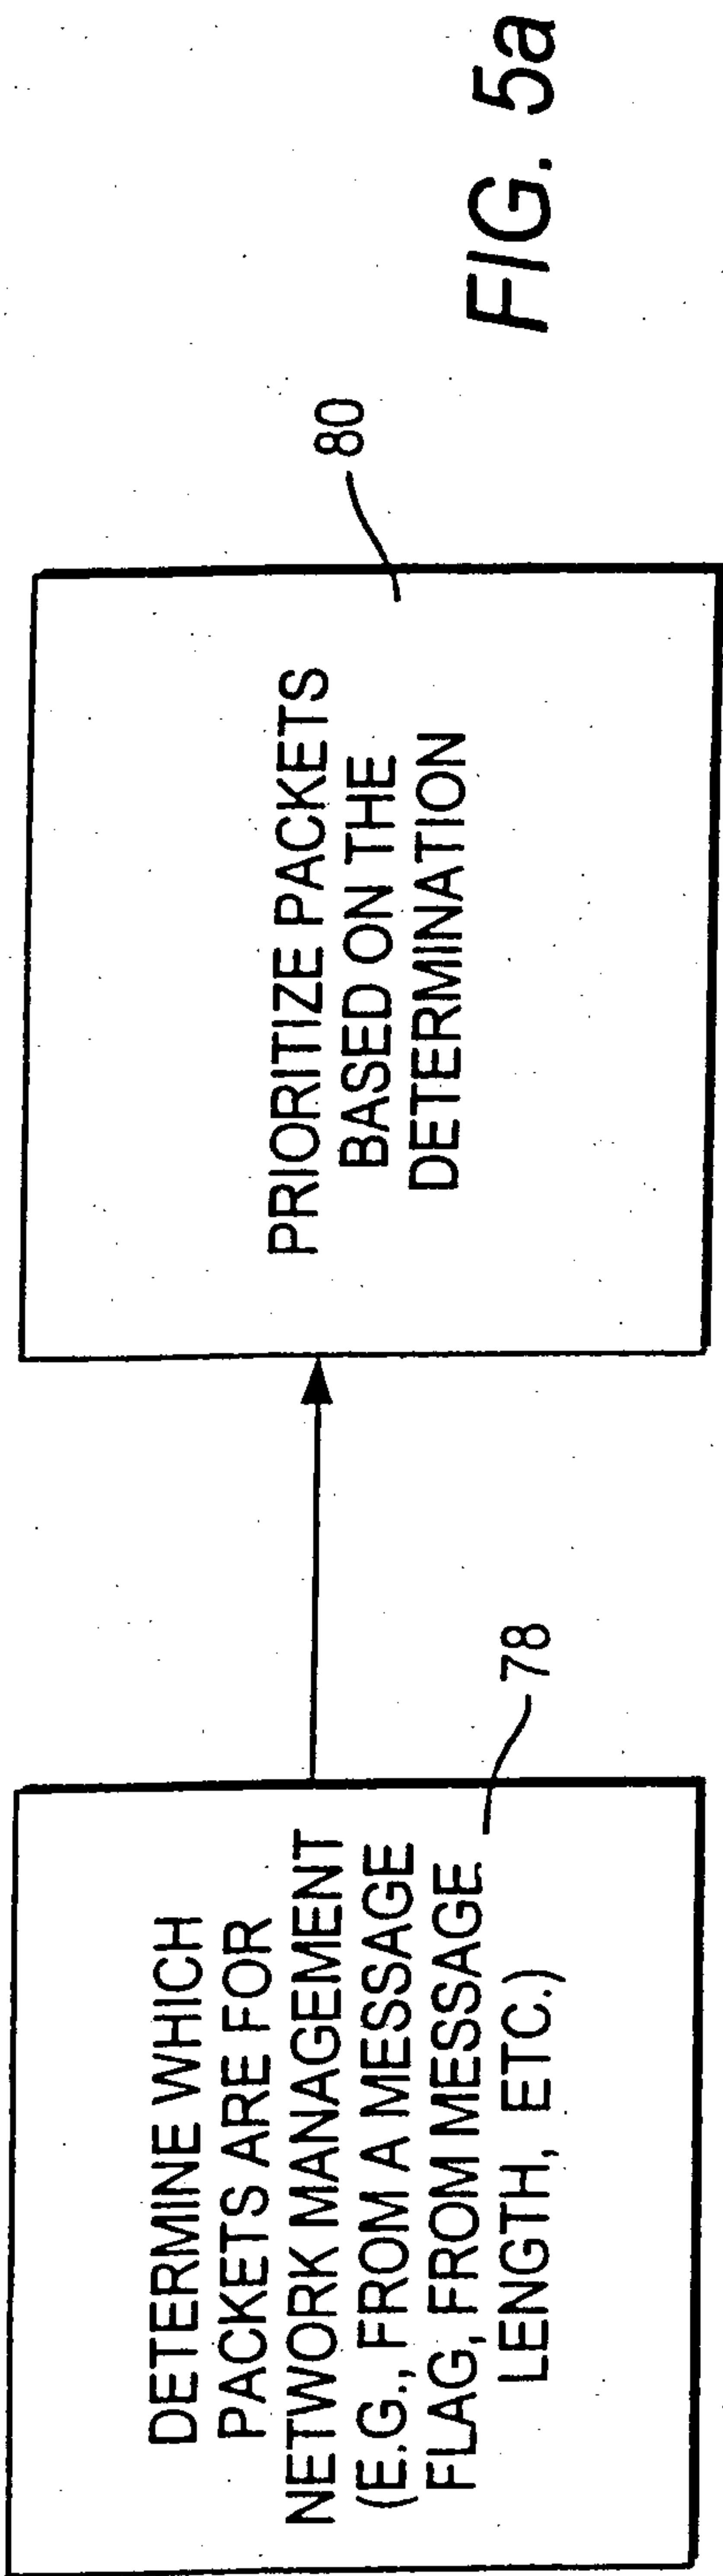 DETERMINE WHICH
PACKETS ARE FOR
NETWORK MANAGEMENT
(E.G., FROM A MESSAGE
FLAG, FROM MESSAGE
LENGTH, ETC.)
78
PRIORITIZE PACKETS
BASED ON THE
DETERMINATION
80
FIG. 5a